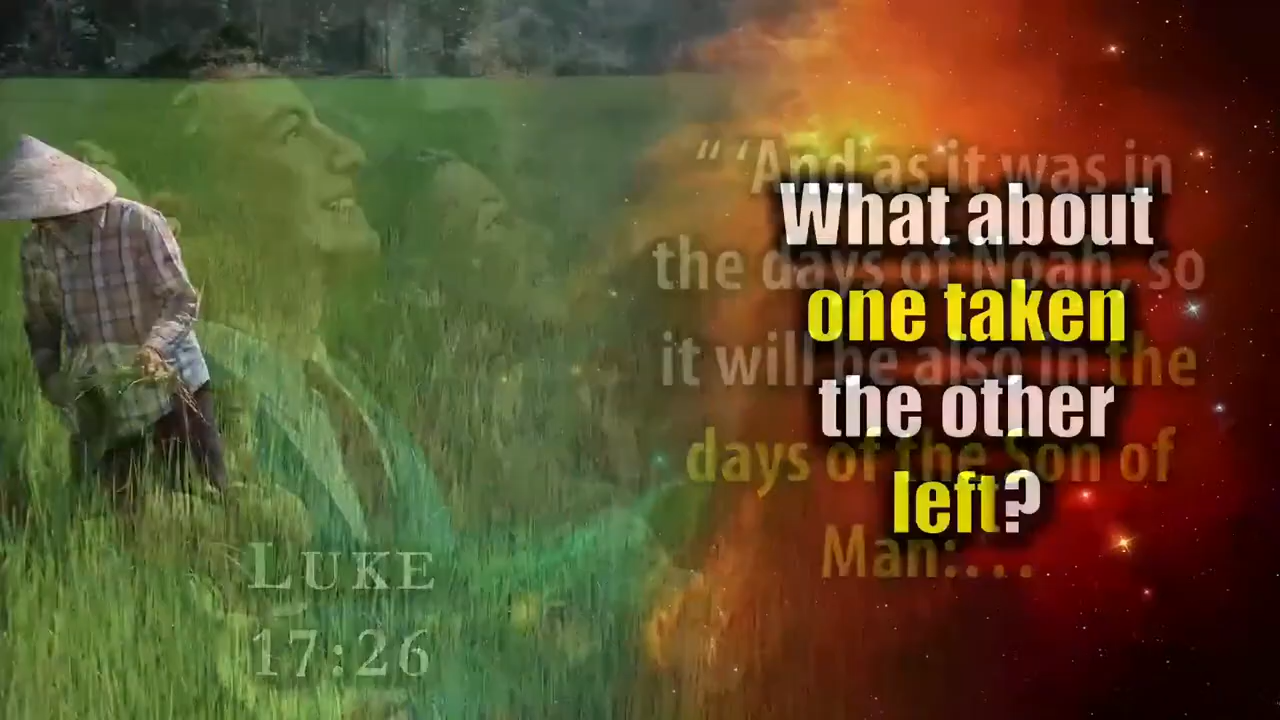 “ ‘And as it was in
the days of Noah, so
it will be also in the
days of the Son of
Man:…
What about
one taken
the other
left?
LUKE
17:26